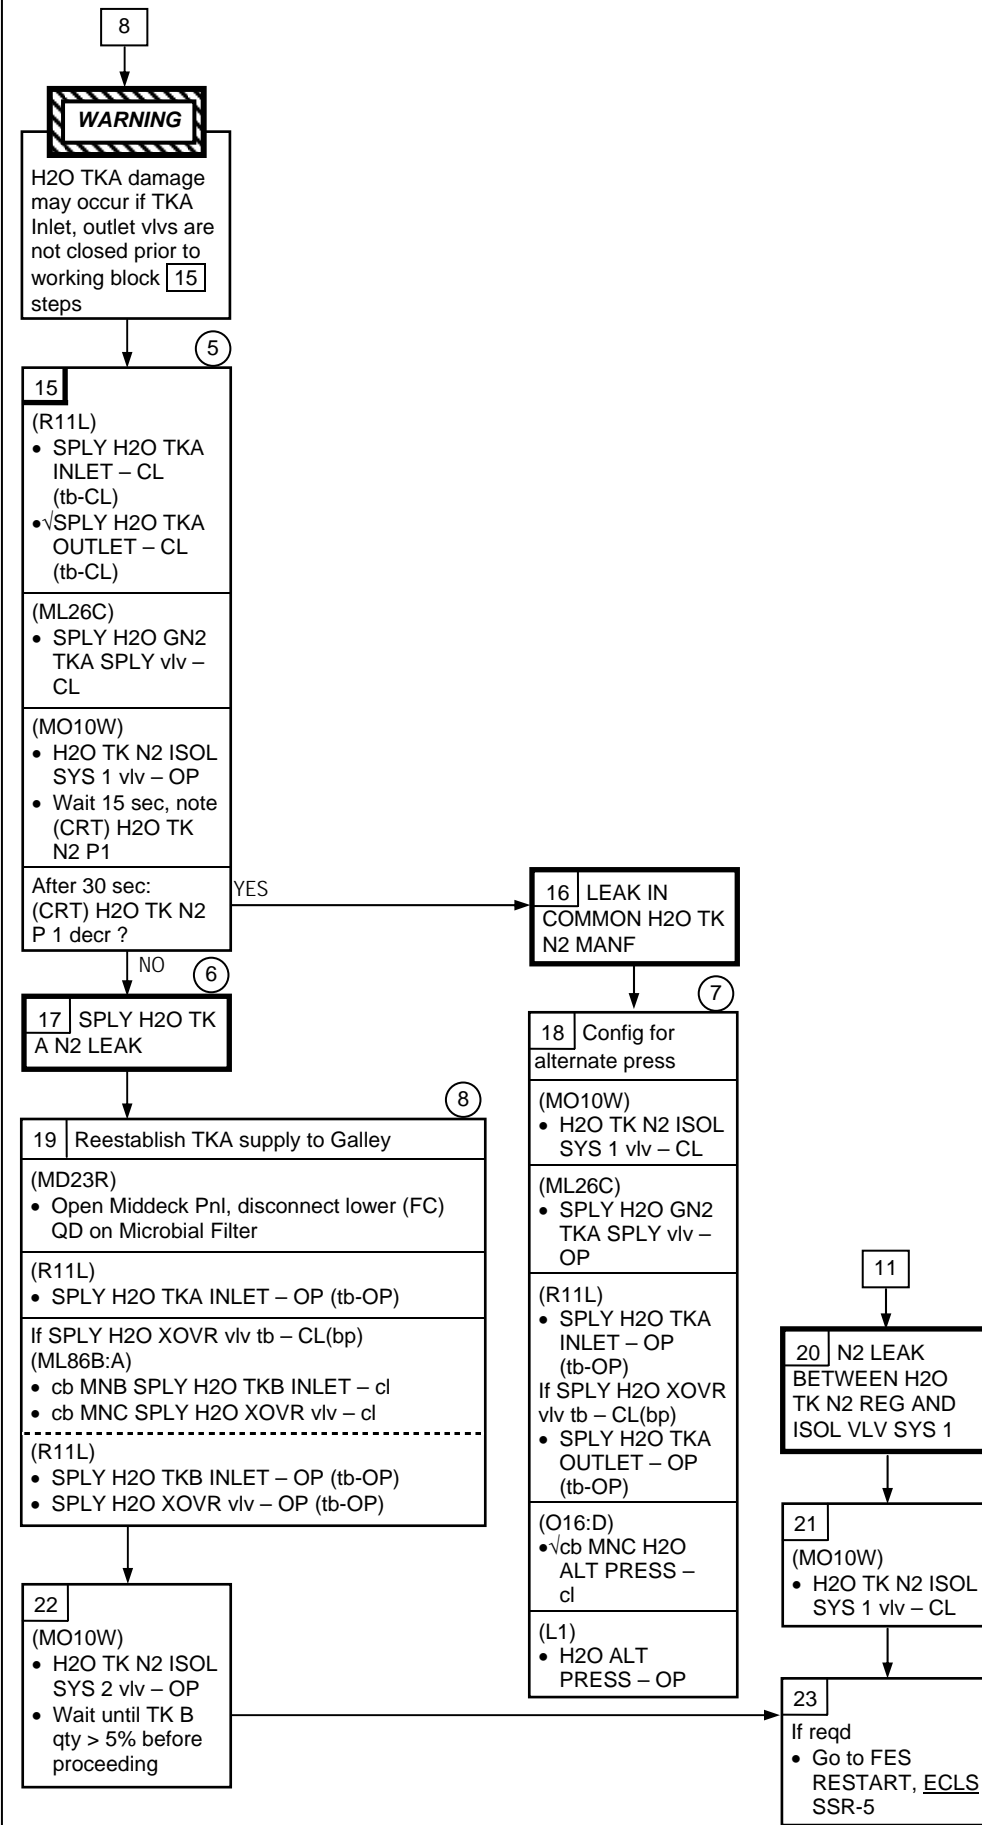 8
WARNING
H2O TKA damage
may occur if TKA
Inlet, outlet vlvs are
not closed prior to
working block 15
steps
5
15
(R11L)
• SPLY H2O TKA
INLET – CL
(tb-CL)
•√SPLY H2O TKA
OUTLET – CL
(tb-CL)
(ML26C)
• SPLY H2O GN2
TKA SPLY vlv –
CL
(MO10W)
• H2O TK N2 ISOL
SYS 1 vlv – OP
• Wait 15 sec, note
(CRT) H2O TK
N2 P1
After 30 sec:
(CRT) H2O TK N2
P 1 decr ?
YES
NO
6
17 SPLY H2O TK
A N2 LEAK
8
19 Reestablish TKA supply to Galley
(MD23R)
• Open Middeck Pnl, disconnect lower (FC)
QD on Microbial Filter
(R11L)
• SPLY H2O TKA INLET – OP (tb-OP)
If SPLY H2O XOVR vlv tb – CL(bp)
(ML86B:A)
• cb MNB SPLY H2O TKB INLET – cl
• cb MNC SPLY H2O XOVR vlv – cl
(R11L)
• SPLY H2O TKB INLET – OP (tb-OP)
• SPLY H2O XOVR vlv – OP (tb-OP)
22
(MO10W)
• H2O TK N2 ISOL
SYS 2 vlv – OP
• Wait until TK B
qty > 5% before
proceeding
16 LEAK IN
COMMON H2O TK
N2 MANF
7
18 Config for
alternate press
(MO10W)
• H2O TK N2 ISOL
SYS 1 vlv – CL
(ML26C)
• SPLY H2O GN2
TKA SPLY vlv –
OP
(R11L)
• SPLY H2O TKA
INLET – OP
(tb-OP)
If SPLY H2O XOVR
vlv tb – CL(bp)
• SPLY H2O TKA
OUTLET – OP
(tb-OP)
(O16:D)
•√cb MNC H2O
ALT PRESS –
cl
(L1)
• H2O ALT
PRESS – OP
11
20 N2 LEAK
BETWEEN H2O
TK N2 REG AND
ISOL VLV SYS 1
21
(MO10W)
• H2O TK N2 ISOL
SYS 1 vlv – CL
23
If reqd
• Go to FES
RESTART, ECLS
SSR-5